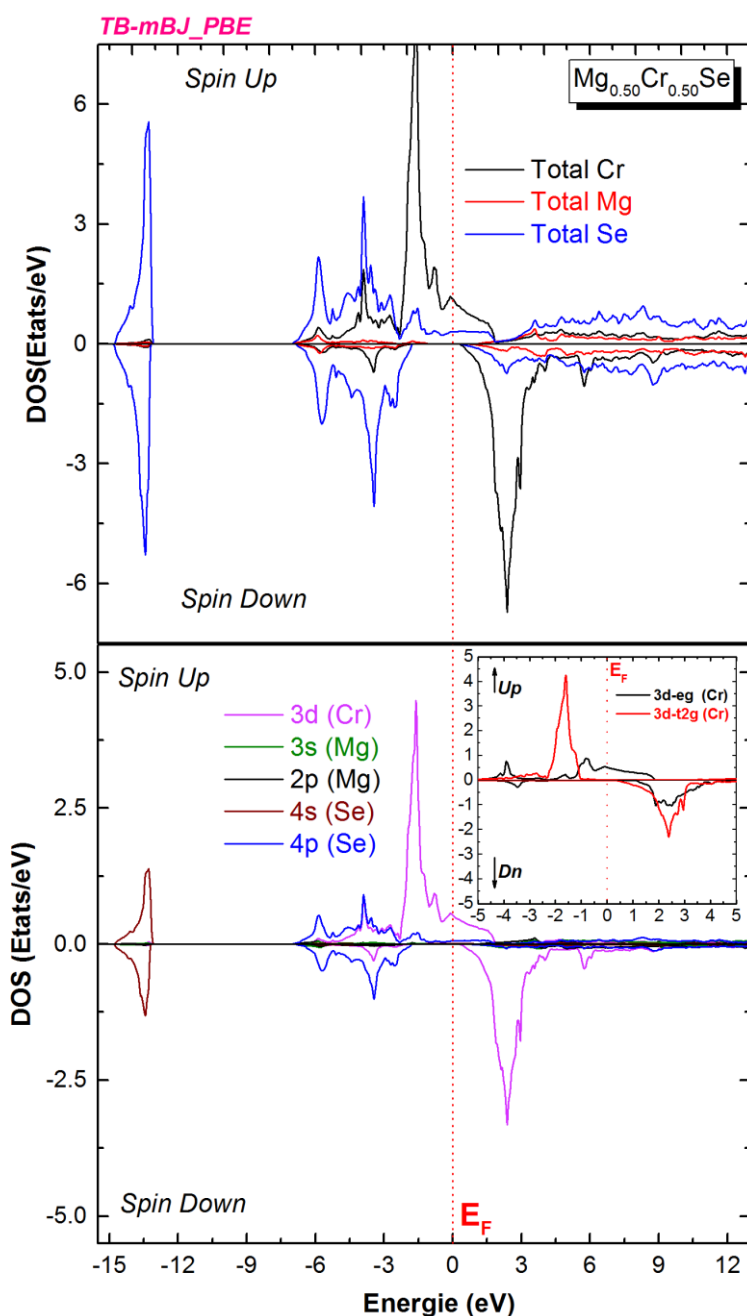 TB-mBJ_PBE
Spin Up
Mg0.50Cr0.50Se
Total Cr
Total Mg
Total Se
6
3
0
-3
-6
DOS(Etats/eV)
Spin Down
Spin Up
3d (Cr)
3s (Mg)
2p (Mg)
4s (Se)
4p (Se)
5.0
2.5
0.0
-2.5
-5.0
DOS (Etats/eV)
EF
Up
3d-eg (Cr)
3d-t2g (Cr)
5
4
3
2
1
0
-1
-2
-3
-4
-5
Dn
-5 -4 -3 -2 -1 0 1 2 3 4 5
Spin Down
EF
-15 -12 -9 -6 -3 0 3 6 9 12
Energie (eV)